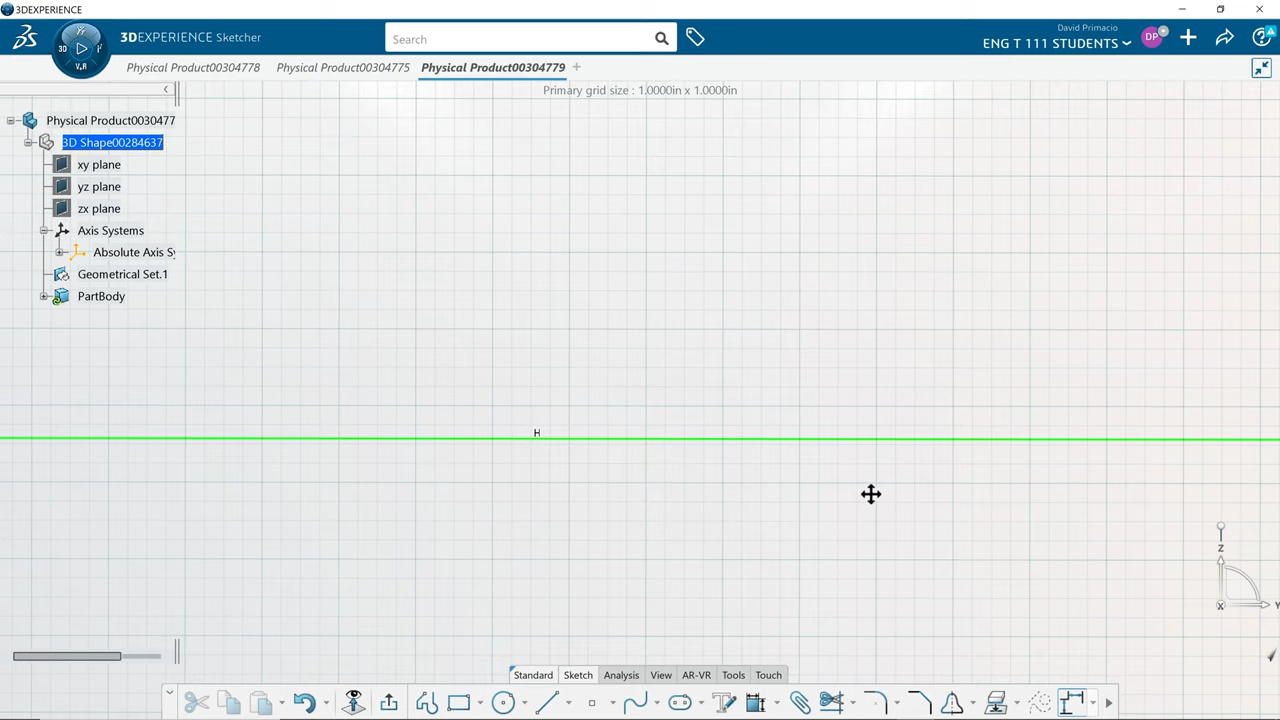 3DEXPERIENCE
3DEXPERIENCE Sketcher
3D
V.R
Search
David Primacio
ENG T 111 STUDENTS
DP
Physical Product00304778
Physical Product00304775
Physical Product00304779
Primary grid size : 1.0000in x 1.0000in
Physical Product0030477
3D Shape00284637
xy plane
yz plane
zx plane
Axis Systems
Absolute Axis Sy
Geometrical Set.1
PartBody
H
Z
X
Y
Standard
Sketch
Analysis
View
AR-VR
Tools
Touch